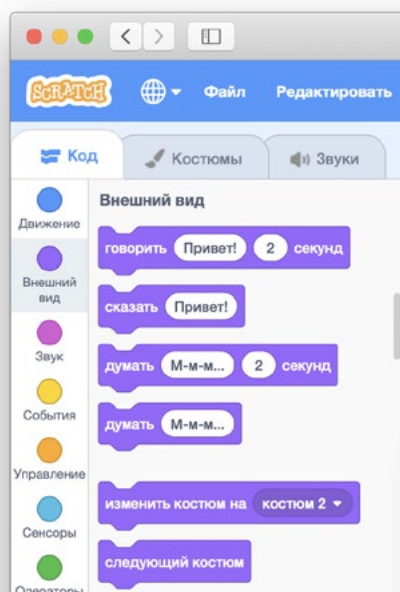 SCRATCH Файл Редактировать
Код Костюмы Звуки
Движение
Внешний вид
Звук
События
Управление
Сенсоры
Операторы
Внешний вид
говорить Привет! 2 секунд
сказать Привет!
думать М-м-м... 2 секунд
думать М-м-м...
изменить костюм на костюм 2
следующий костюм